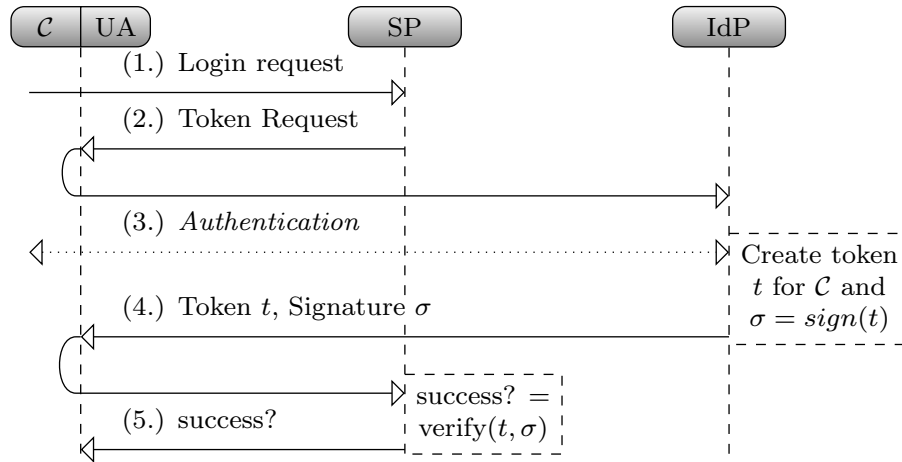 𝒞 UA SP IdP
(1.) Login request
(2.) Token Request
(3.) Authentication
Create token
t for 𝒞 and
σ = sign(t)
(4.) Token t, Signature σ
success? =
verify(t, σ)
(5.) success?